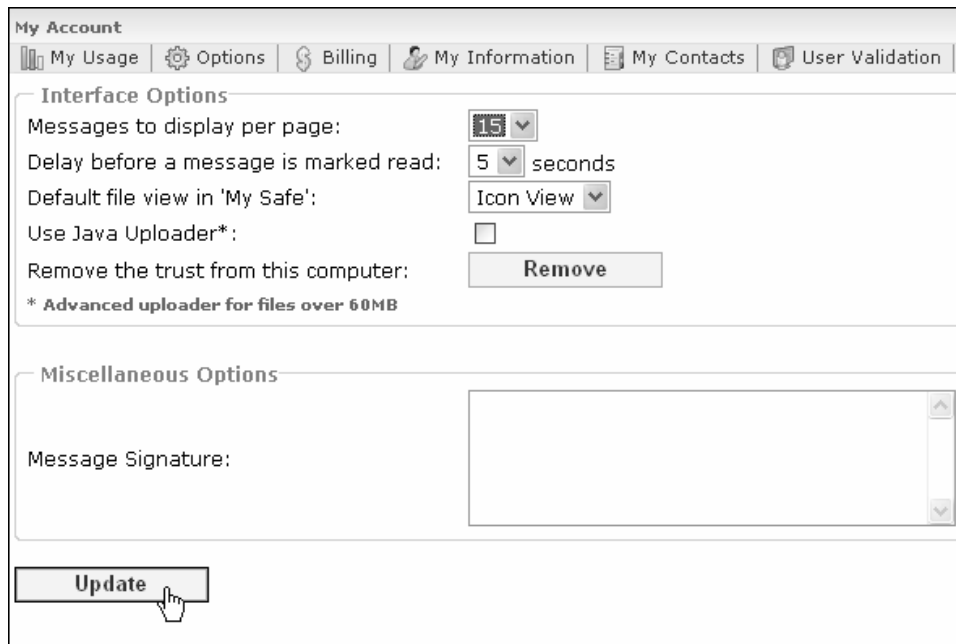 My Account
My Usage Options Billing My Information My Contacts User Validation
Interface Options
Messages to display per page: 15
Delay before a message is marked read: 5 seconds
Default file view in 'My Safe': Icon View
Use Java Uploader*:
Remove the trust from this computer: Remove
* Advanced uploader for files over 60MB
Miscellaneous Options
Message Signature:
Update